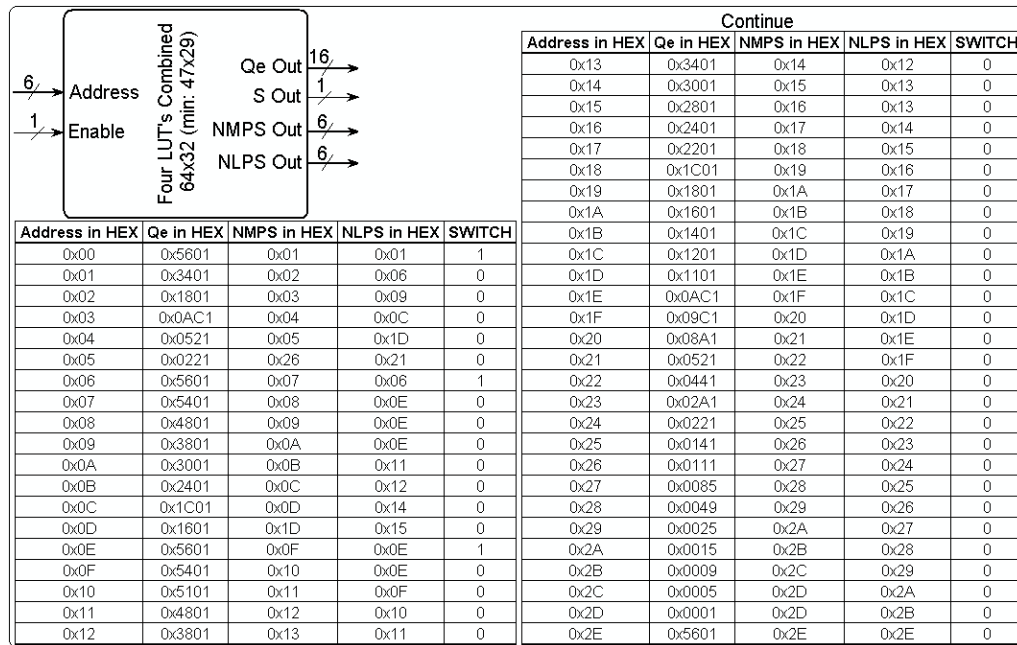 16
Qe Out
6
Address
S Out
1
1
Enable
NMPS Out
6
NLPS Out
6
Four LUT's Combined
64x32 (min: 47x29)
Address in HEX Qe in HEX NMPS in HEX NLPS in HEX SWITCH
0x00 0x5601 0x01 0x01 1
0x01 0x3401 0x02 0x06 0
0x02 0x1801 0x03 0x09 0
0x03 0x0AC1 0x04 0x0C 0
0x04 0x0521 0x05 0x1D 0
0x05 0x0221 0x26 0x21 0
0x06 0x5601 0x07 0x06 1
0x07 0x5401 0x08 0x0E 0
0x08 0x4801 0x09 0x0E 0
0x09 0x3801 0x0A 0x0E 0
0x0A 0x3001 0x0B 0x11 0
0x0B 0x2401 0x0C 0x12 0
0x0C 0x1C01 0x0D 0x14 0
0x0D 0x1601 0x1D 0x15 0
0x0E 0x5601 0x0F 0x0E 1
0x0F 0x5401 0x10 0x0E 0
0x10 0x5101 0x11 0x0F 0
0x11 0x4801 0x12 0x10 0
0x12 0x3801 0x13 0x11 0
Continue
Address in HEX Qe in HEX NMPS in HEX NLPS in HEX SWITCH
0x13 0x3401 0x14 0x12 0
0x14 0x3001 0x15 0x13 0
0x15 0x2801 0x16 0x13 0
0x16 0x2401 0x17 0x14 0
0x17 0x2201 0x18 0x15 0
0x18 0x1C01 0x19 0x16 0
0x19 0x1801 0x1A 0x17 0
0x1A 0x1601 0x1B 0x18 0
0x1B 0x1401 0x1C 0x19 0
0x1C 0x1201 0x1D 0x1A 0
0x1D 0x1101 0x1E 0x1B 0
0x1E 0x0AC1 0x1F 0x1C 0
0x1F 0x09C1 0x20 0x1D 0
0x20 0x08A1 0x21 0x1E 0
0x21 0x0521 0x22 0x1F 0
0x22 0x0441 0x23 0x20 0
0x23 0x02A1 0x24 0x21 0
0x24 0x0221 0x25 0x22 0
0x25 0x0141 0x26 0x23 0
0x26 0x0111 0x27 0x24 0
0x27 0x0085 0x28 0x25 0
0x28 0x0049 0x29 0x26 0
0x29 0x0025 0x2A 0x27 0
0x2A 0x0015 0x2B 0x28 0
0x2B 0x0009 0x2C 0x29 0
0x2C 0x0005 0x2D 0x2A 0
0x2D 0x0001 0x2D 0x2B 0
0x2E 0x5601 0x2E 0x2E 0